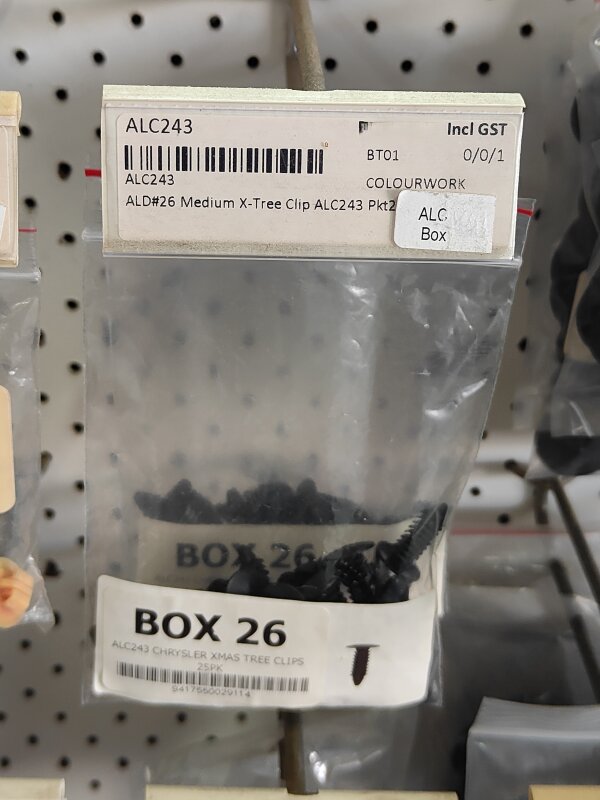 ALC243
Incl GST
BT01
0/0/1
ALC243
COLOURWORK
ALD#26 Medium X-Tree Clip ALC243 Pkt2
ALC
Box
BOX 26
BOX 26
ALC243 CHRYSLER XMAS TREE CLIPS
25PK
9417550029114